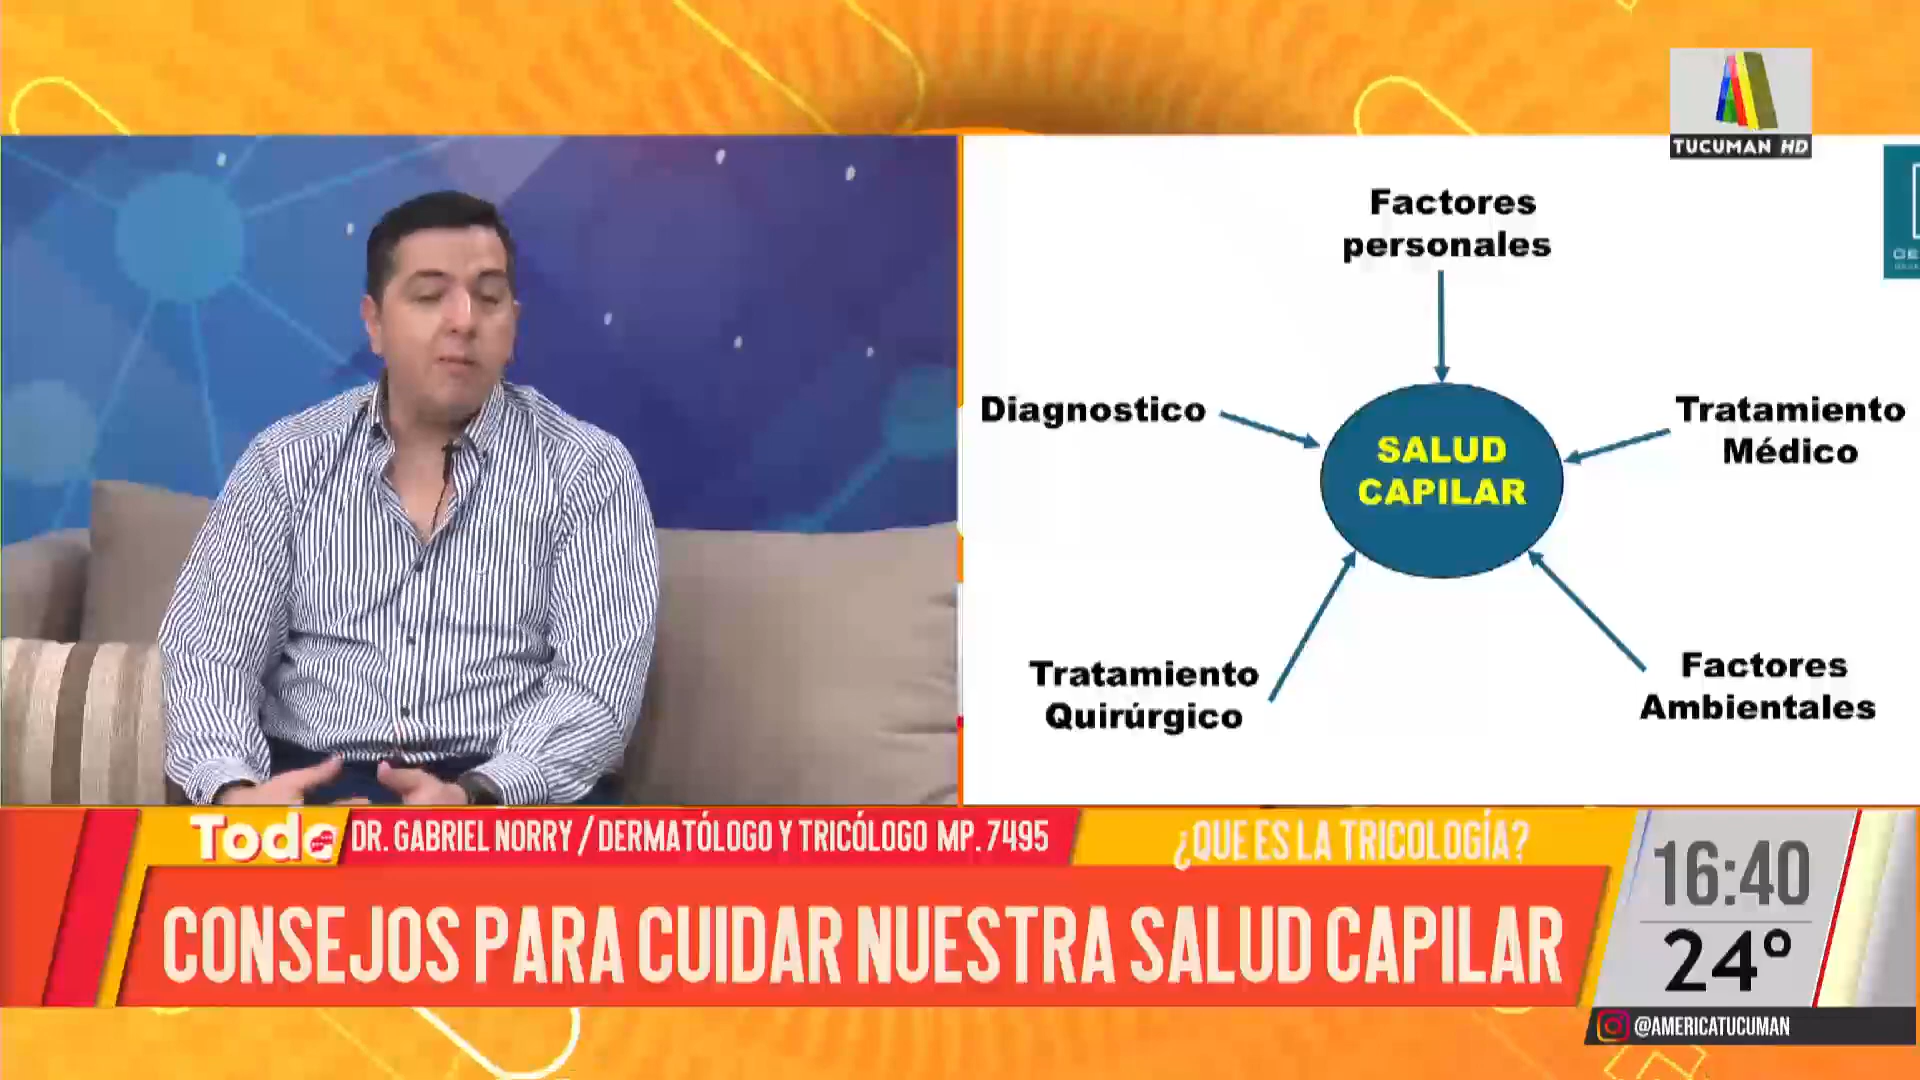 TUCUMAN HD
Factores
personales
Diagnostico
Tratamiento
Médico
SALUD
CAPILAR
Tratamiento
Quirúrgico
Factores
Ambientales
DR. GABRIEL NORRY / DERMATÓLOGO Y TRICÓLOGO MP. 7495
¿QUE ES LA TRICOLOGÍA?
CONSEJOS PARA CUIDAR NUESTRA SALUD CAPILAR
16:40
24°
@AMERICATUCUMAN